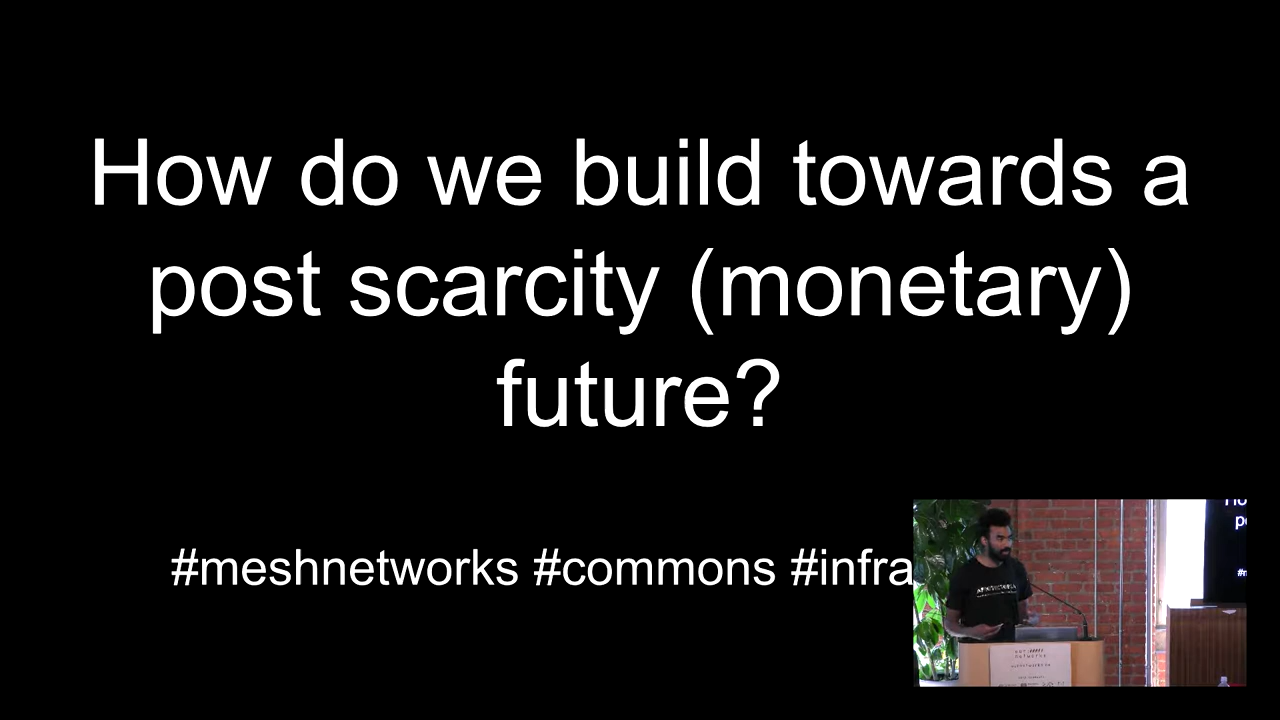 How do we build towards a
post scarcity (monetary)
future?
#meshnetworks #commons #infra